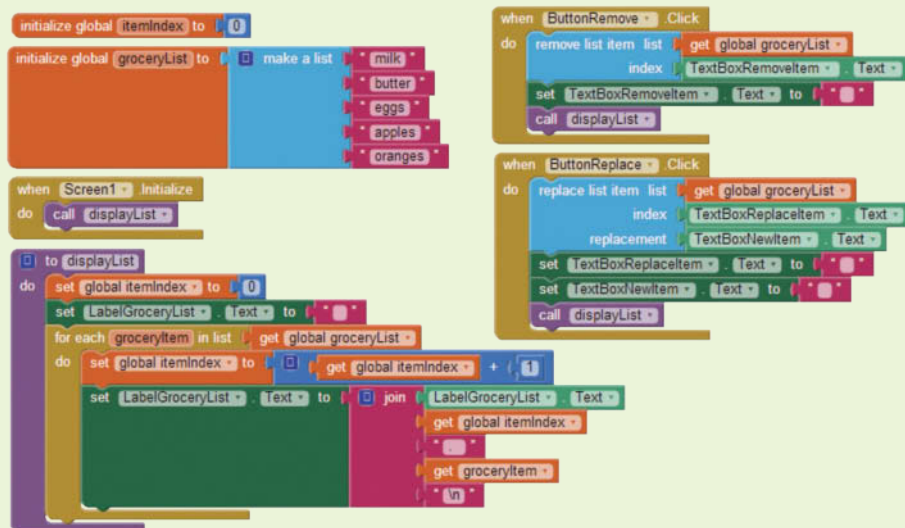 initialize global itemIndex to 0
initialize global groceryList to make a list " milk "
" butter "
" eggs "
" apples "
" oranges "
when Screen1 .Initialize
do call displayList
to displayList
do set global itemIndex to 0
set LabelGroceryList . Text to " "
for each groceryItem in list get global groceryList
do set global itemIndex to get global itemIndex + 1
set LabelGroceryList . Text to join LabelGroceryList . Text
get global itemIndex
" . "
get groceryItem
" \n "
when ButtonRemove .Click
do remove list item list get global groceryList
index TextBoxRemoveItem . Text
set TextBoxRemoveItem . Text to " "
call displayList
when ButtonReplace .Click
do replace list item list get global groceryList
index TextBoxReplaceItem . Text
replacement TextBoxNewItem . Text
set TextBoxReplaceItem . Text to " "
set TextBoxNewItem . Text to " "
call displayList